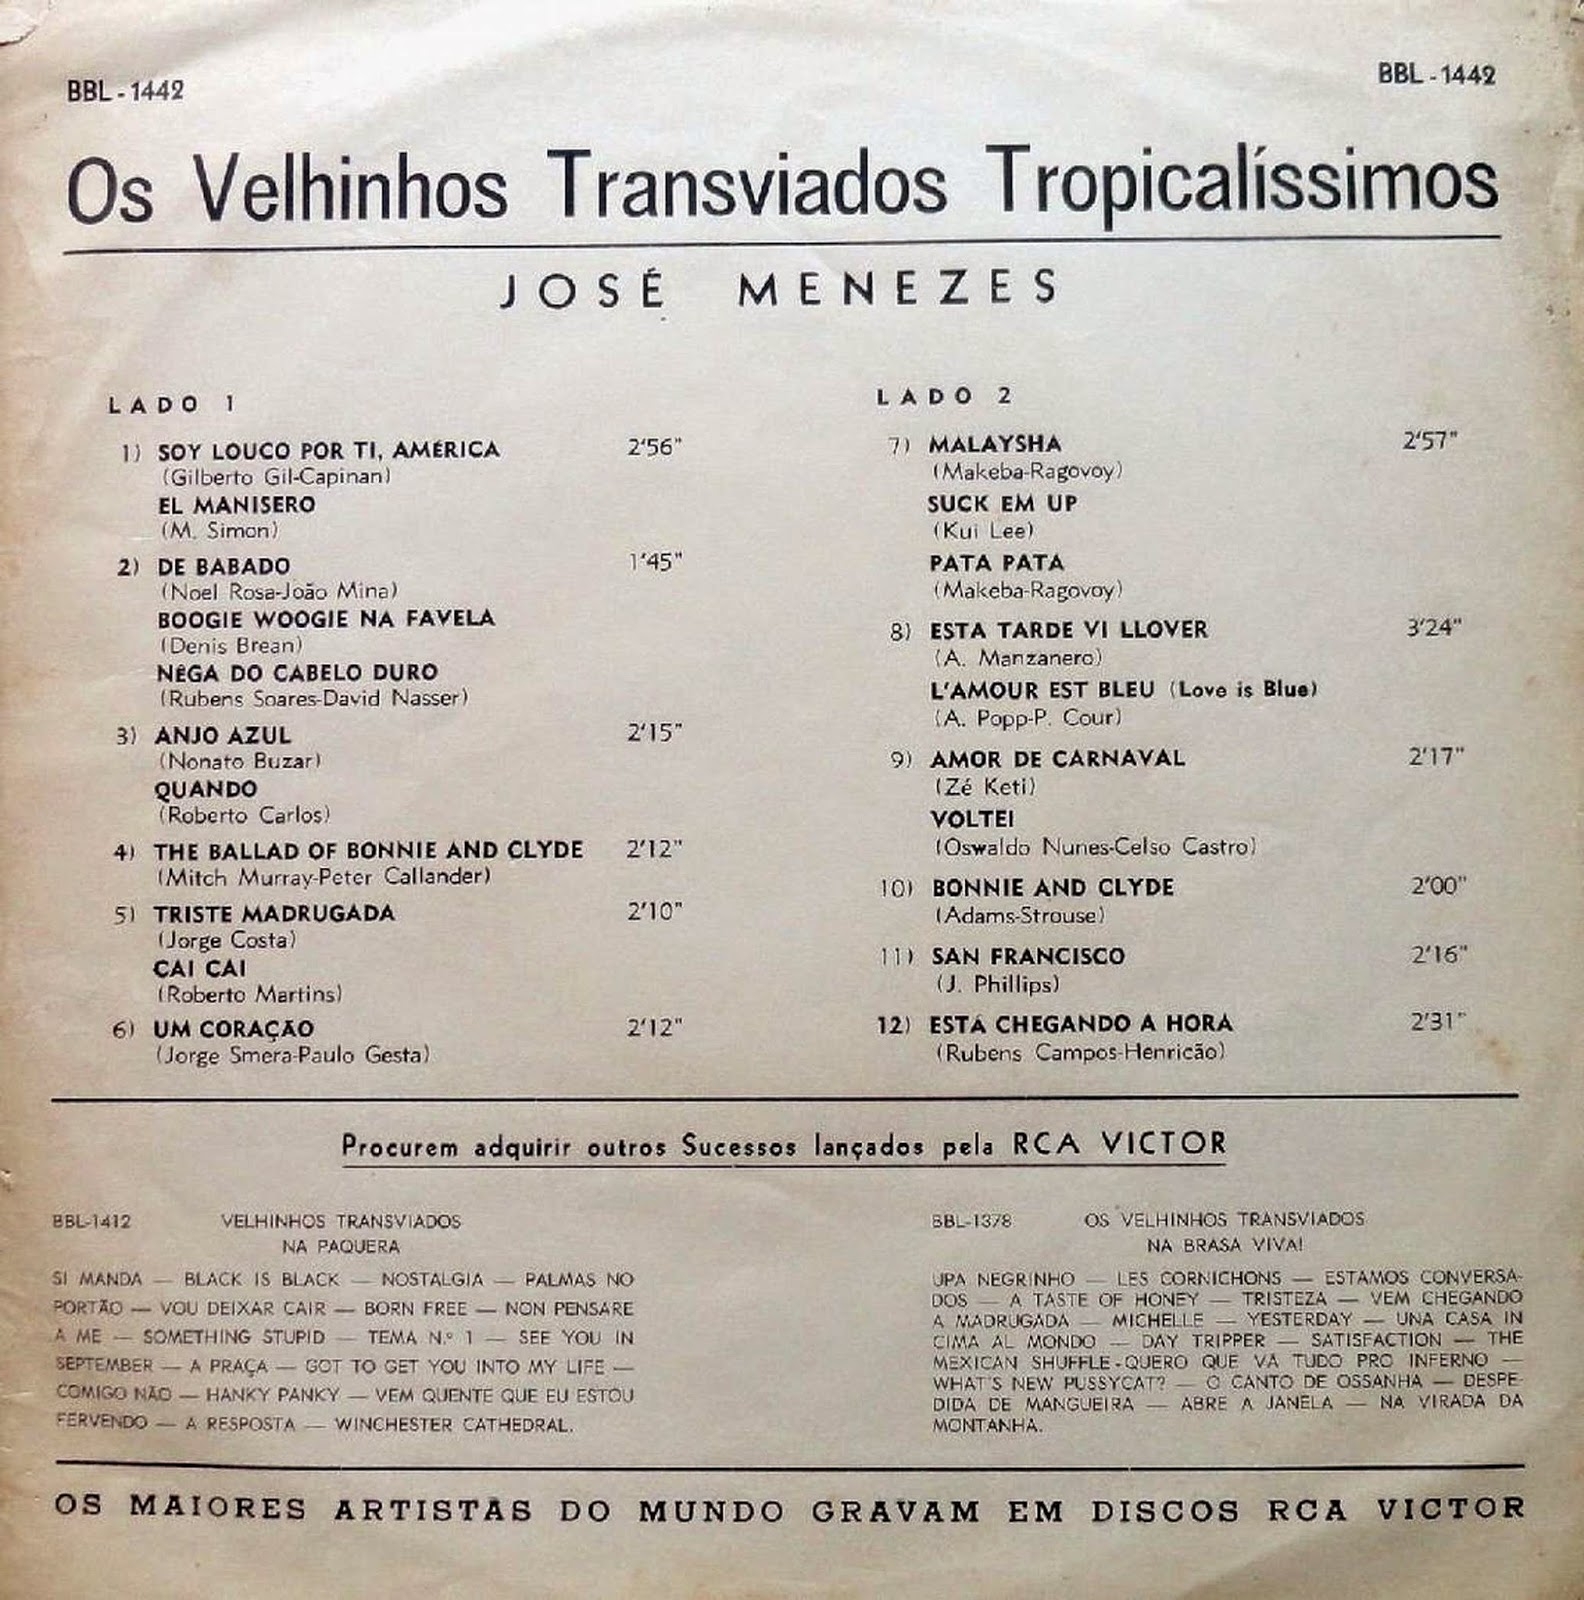 BBL - 1442
BBL - 1442
Os Velhinhos Transviados Tropicalíssimos
JOSÉ MENEZES
LADO 1
1) SOY LOUCO POR TI, AMÉRICA 2'56"
(Gilberto Gil-Capinan)
EL MANISERO
(M. Simon)
2) DE BABADO 1'45"
(Noel Rosa-João Mina)
BOOGIE WOOGIE NA FAVELA
(Denis Brean)
NÊGA DO CABELO DURO
(Rubens Soares-David Nasser)
3) ANJO AZUL 2'15"
(Nonato Buzar)
QUANDO
(Roberto Carlos)
4) THE BALLAD OF BONNIE AND CLYDE 2'12"
(Mitch Murray-Peter Callander)
5) TRISTE MADRUGADA 2'10"
(Jorge Costa)
CAI CAI
(Roberto Martins)
6) UM CORAÇÃO 2'12"
(Jorge Smera-Paulo Gesta)
LADO 2
7) MALAYSHA 2'57"
(Makeba-Ragovoy)
SUCK EM UP
(Kui Lee)
PATA PATA
(Makeba-Ragovoy)
8) ESTA TARDE VI LLOVER 3'24"
(A. Manzanero)
L'AMOUR EST BLEU (Love is Blue)
(A. Popp-P. Cour)
9) AMOR DE CARNAVAL 2'17"
(Zé Keti)
VOLTEI
(Oswaldo Nunes-Celso Castro)
10) BONNIE AND CLYDE 2'00"
(Adams-Strouse)
11) SAN FRANCISCO 2'16"
(J. Phillips)
12) ESTÁ CHEGANDO A HORA 2'31"
(Rubens Campos-Henricão)
Procurem adquirir outros Sucessos lançados pela RCA VICTOR
BBL-1412 VELHINHOS TRANSVIADOS
NA PAQUERA
SI MANDA — BLACK IS BLACK — NOSTALGIA — PALMAS NO
PORTÃO — VOU DEIXAR CAIR — BORN FREE — NON PENSARE
A ME — SOMETHING STUPID — TEMA N.º 1 — SEE YOU IN
SEPTEMBER — A PRAÇA — GOT TO GET YOU INTO MY LIFE —
COMIGO NÃO — HANKY PANKY — VEM QUENTE QUE EU ESTOU
FERVENDO — A RESPOSTA — WINCHESTER CATHEDRAL.
BBL-1378 OS VELHINHOS TRANSVIADOS
NA BRASA VIVA!
UPA NEGRINHO — LES CORNICHONS — ESTAMOS CONVERSA-
DOS — A TASTE OF HONEY — TRISTEZA — VEM CHEGANDO
A MADRUGADA — MICHELLE — YESTERDAY — UNA CASA IN
CIMA AL MONDO — DAY TRIPPER — SATISFACTION — THE
MEXICAN SHUFFLE-QUERO QUE VÁ TUDO PRO INFERNO —
WHAT'S NEW PUSSYCAT? — O CANTO DE OSSANHA — DESPE-
DIDA DE MANGUEIRA — ABRE A JANELA — NA VIRADA DA
MONTANHA.
OS MAIORES ARTISTAS DO MUNDO GRAVAM EM DISCOS RCA VICTOR